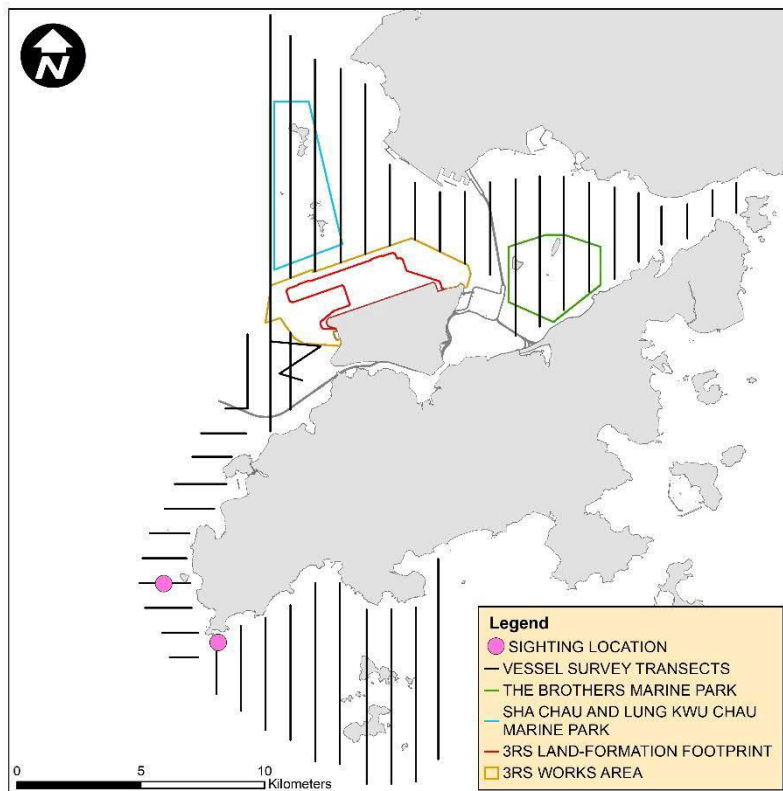 N
Legend
SIGHTING LOCATION
VESSEL SURVEY TRANSECTS
THE BROTHERS MARINE PARK
SHA CHAU AND LUNG KWU CHAU
MARINE PARK
3RS LAND-FORMATION FOOTPRINT
3RS WORKS AREA
0 5 10
Kilometers